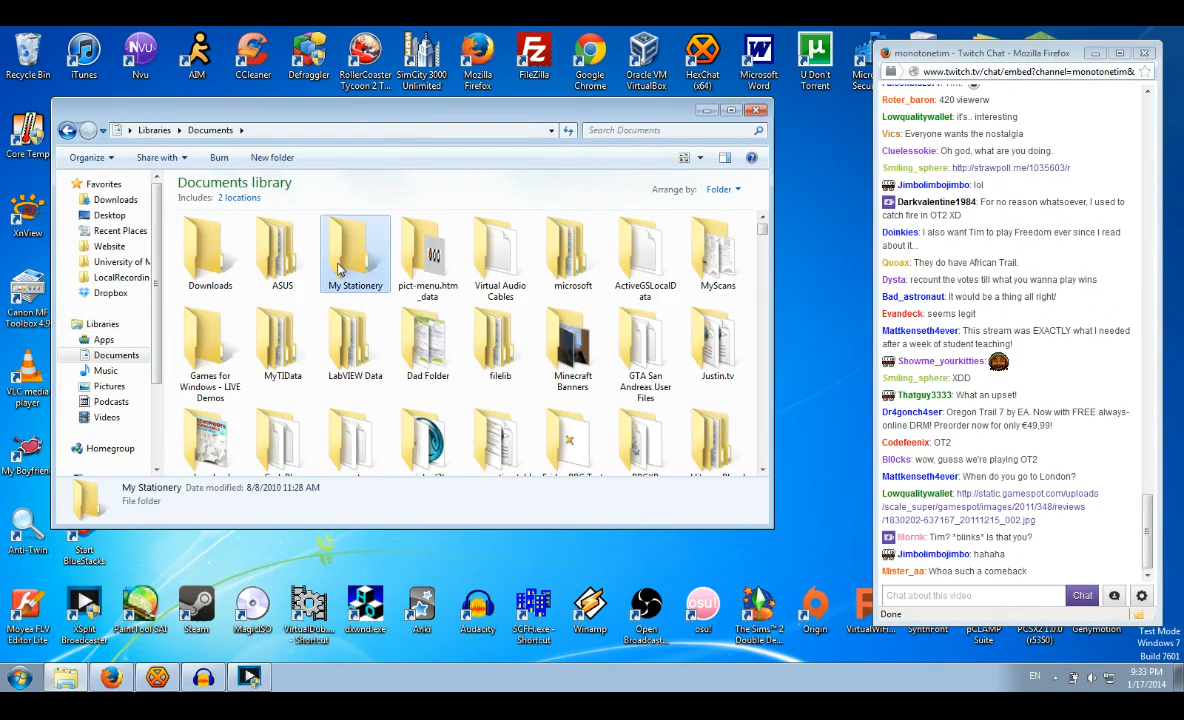 Recycle Bin
iTunes
Nvu
AIM
CCleaner
Defraggler
RollerCoaster
Tycoon 2 T...
SimCity 3000
Unlimited
Mozilla
Firefox
FileZilla
Google
Chrome
Oracle VM
VirtualBox
HexChat
(x64)
Microsoft
Word
U Don't
Torrent
Core Temp
XnView
Canon MF
Toolbox 4.9
VLC media
player
My Boyfrien
Anti-Twin
Start
BlueStacks
Libraries
Documents
Search Documents
Organize
Share with
Burn
New folder
Favorites
Downloads
Desktop
Recent Places
Website
University of M
LocalRecordin
Dropbox
Libraries
Apps
Documents
Music
Pictures
Podcasts
Videos
Homegroup
Documents library
Includes: 2 locations
Arrange by: Folder
Downloads
ASUS
My Stationery
pict-menu.htm
_data
Virtual Audio
Cables
microsoft
ActiveGSLocalD
ata
MyScans
Games for
Windows - LIVE
Demos
MyTIData
LabVIEW Data
Dad Folder
filelib
Minecraft
Banners
GTA San
Andreas User
Files
Justin.tv
My Stationery Date modified: 8/8/2010 11:28 AM
File folder
monotonetim - Twitch Chat - Mozilla Firefox
www.twitch.tv/chat/embed?channel=monotonetim&
Roter_baron: 420 viewerw
Lowqualitywallet: it's.. interesting
Vics: Everyone wants the nostalgia
Cluelessokie: Oh god, what are you doing.
Smiling_sphere: http://strawpoll.me/1035603/r
Jimbolimbojimbo: lol
Darkvalentine1984: For no reason whatsoever, I used to
catch fire in OT2 XD
Doinkies: I also want Tim to play Freedom ever since I read
about it...
Quoax: They do have African Trail.
Dysta: recount the votes till what you wanna play wins
Bad_astronaut: It would be a thing all right/
Evandeck: seems legit
Mattkenseth4ever: This stream was EXACTLY what I needed
after a week of student teaching!
Showme_yourkitties:
Smiling_sphere: XDD
Thatguy3333: What an upset!
Dr4gonch4ser: Oregon Trail 7 by EA. Now with FREE always-
online DRM! Preorder now for only €49,99!
Codefeenix: OT2
Bl0cks: wow, guess we're playing OT2
Mattkenseth4ever: When do you go to London?
Lowqualitywallet: http://static.gamespot.com/uploads
/scale_super/gamespot/images/2011/348/reviews
/1830202-637167_20111215_002.jpg
Morrik: Tim? *blinks* Is that you?
Jimbolimbojimbo: hahaha
Mister_aa: Whoa such a comeback
Chat about this video
Chat
Done
Moyea FLV
Editor Lite
XSplit
Broadcaster
PaintTool SAI
Steam
MagicISO
VirtualDub...
- Shortcut
dxwnd.exe
Anki
Audacity
SCFH.exe -
Shortcut
Winamp
Open
Broadcast...
osu!
The Sims™ 2
Double De...
Origin
VirtualWiFi...
SynthFont
pCLAMP
Suite
PCSX2 1.0.0
(r5350)
Genymotion
Test Mode
Windows 7
Build 7601
EN
9:33 PM
1/17/2014